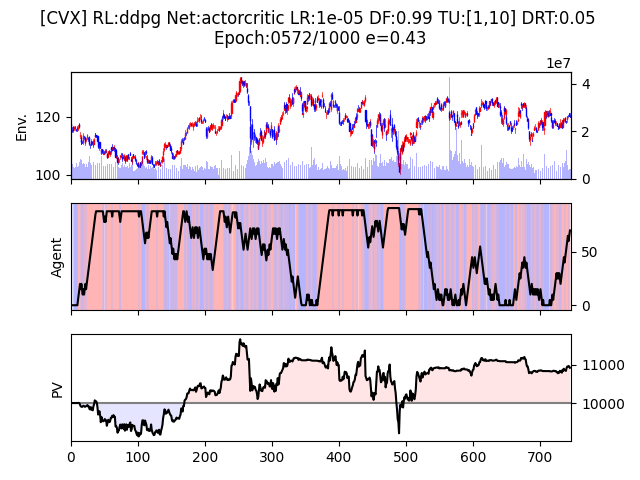 [CVX] RL:ddpg Net:actorcritic LR:1e-05 DF:0.99 TU:[1,10] DRT:0.05
Epoch:0572/1000 e=0.43
1e7
Env.
120
100
4
2
0
Agent
50
0
PV
11000
10000
0 100 200 300 400 500 600 700